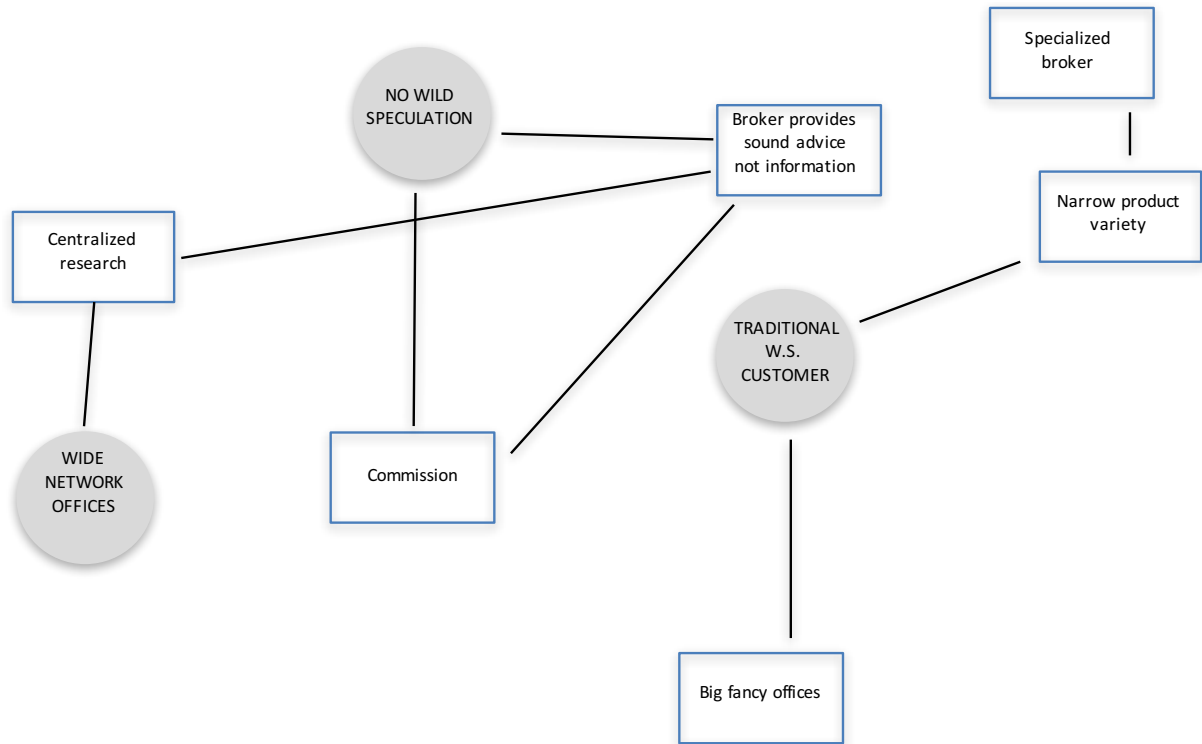 Specialized
broker
NO WILD
SPECULATION
Broker provides
sound advice
not information
Narrow product
variety
Centralized
research
TRADITIONAL
W.S.
CUSTOMER
WIDE
NETWORK
OFFICES
Commission
Big fancy offices